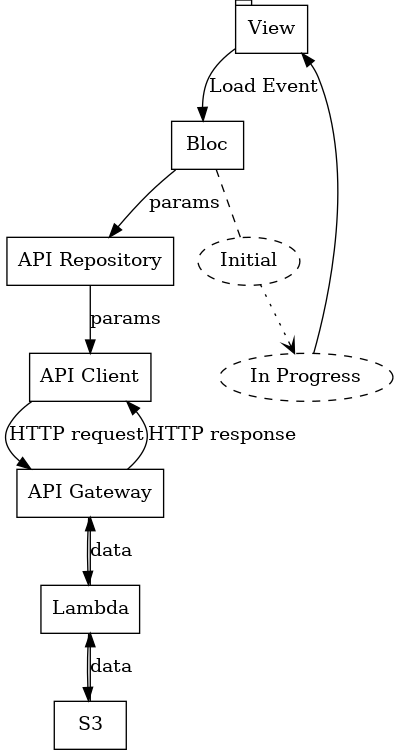 View
Load Event
Bloc
params
API Repository
Initial
params
API Client
In Progress
HTTP request
HTTP response
API Gateway
data
Lambda
data
S3